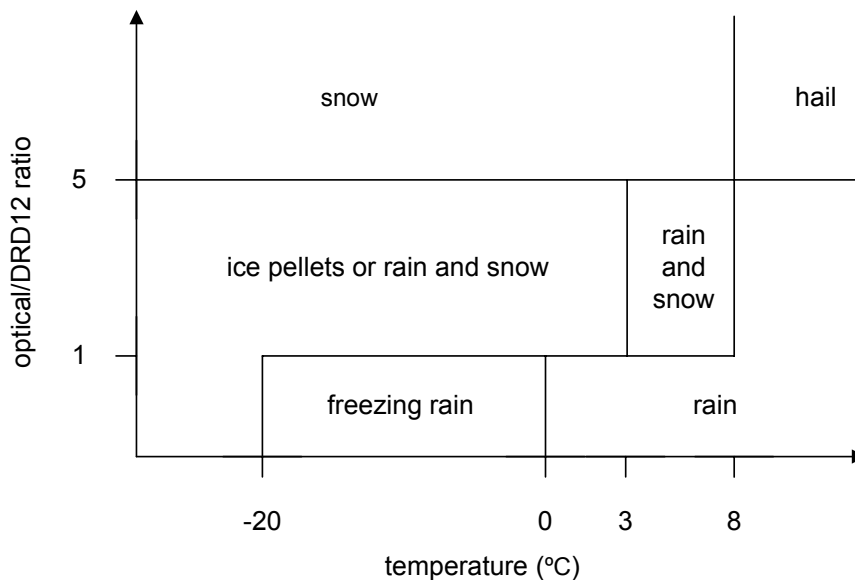 snow
hail
5
optical/DRD12 ratio
rain
and
snow
ice pellets or rain and snow
1
freezing rain
rain
-20
0
3
8
temperature (ºC)